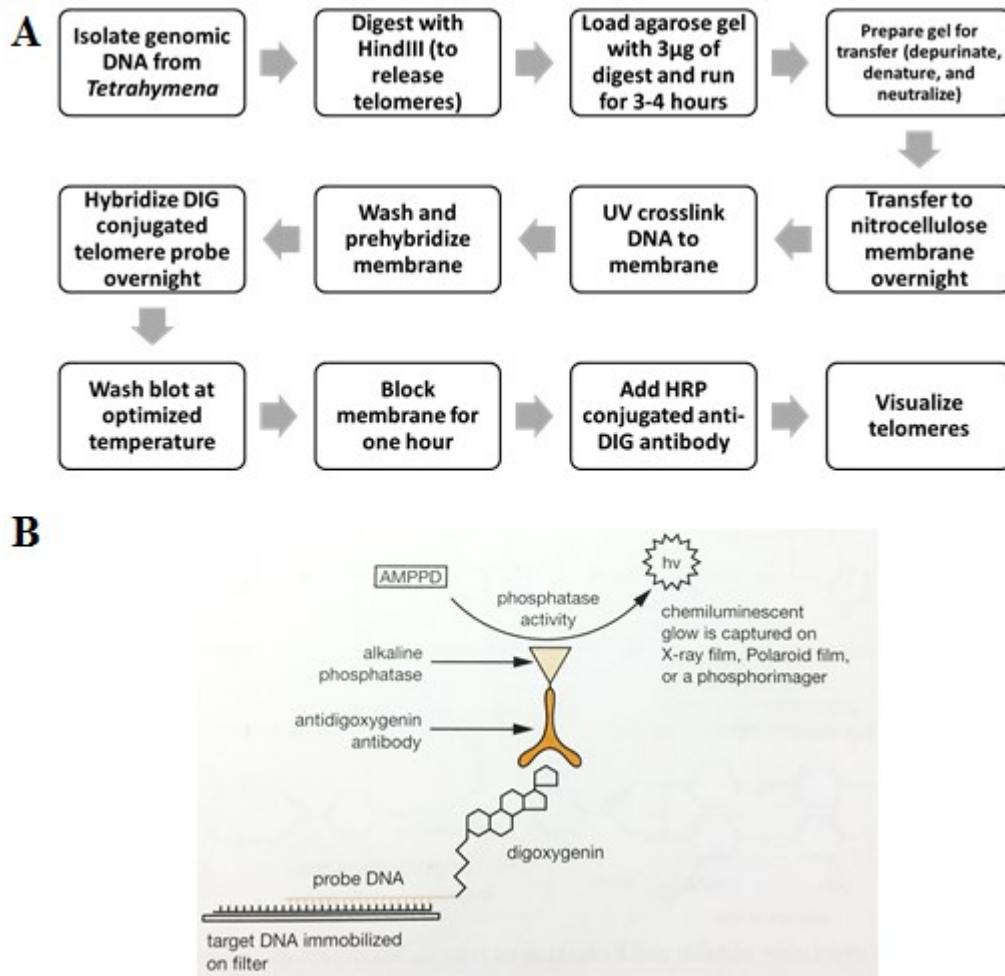 A
Isolate genomic
DNA from
Tetrahymena
Digest with
HindIII (to
release
telomeres)
Load agarose gel
with 3µg of
digest and run
for 3-4 hours
Prepare gel for
transfer (depurinate,
denature, and
neutralize)
Hybridize DIG
conjugated
telomere probe
overnight
Wash and
prehybridize
membrane
UV crosslink
DNA to
membrane
Transfer to
nitrocellulose
membrane
overnight
Wash blot at
optimized
temperature
Block
membrane for
one hour
Add HRP
conjugated anti-
DIG antibody
Visualize
telomeres
B
AMPPD
phosphatase
activity
hv
chemiluminescent
glow is captured on
X-ray film, Polaroid film,
or a phosphorimager
alkaline
phosphatase
antidigoxygenin
antibody
digoxygenin
probe DNA
target DNA immobilized
on filter